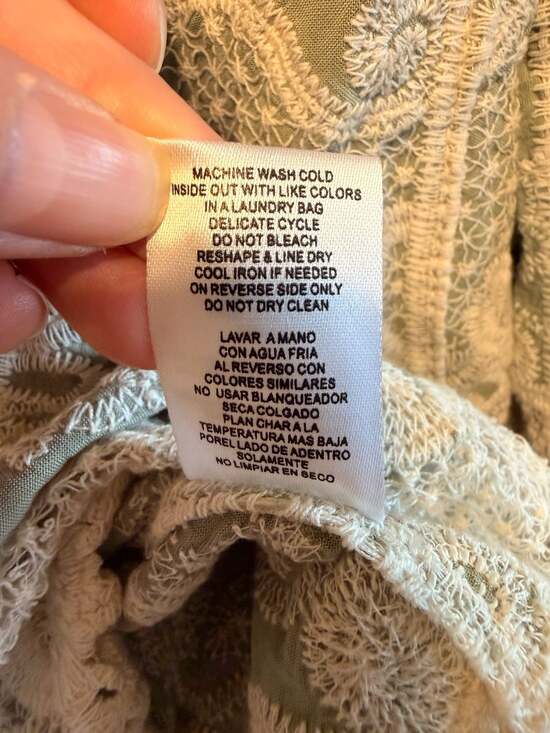 MACHINE WASH COLD
INSIDE OUT WITH LIKE COLORS
IN A LAUNDRY BAG
DELICATE CYCLE
DO NOT BLEACH
RESHAPE & LINE DRY
COOL IRON IF NEEDED
ON REVERSE SIDE ONLY
DO NOT DRY CLEAN
LAVAR A MANO
CON AGUA FRIA
AL REVERSO CON
COLORES SIMILARES
NO USAR BLANQUEADOR
SECA COLGADO
PLAN CHAR A LA
TEMPERATURA MAS BAJA
POREL LADO DE ADENTRO
SOLAMENTE
NO LIMPIAR EN SECO